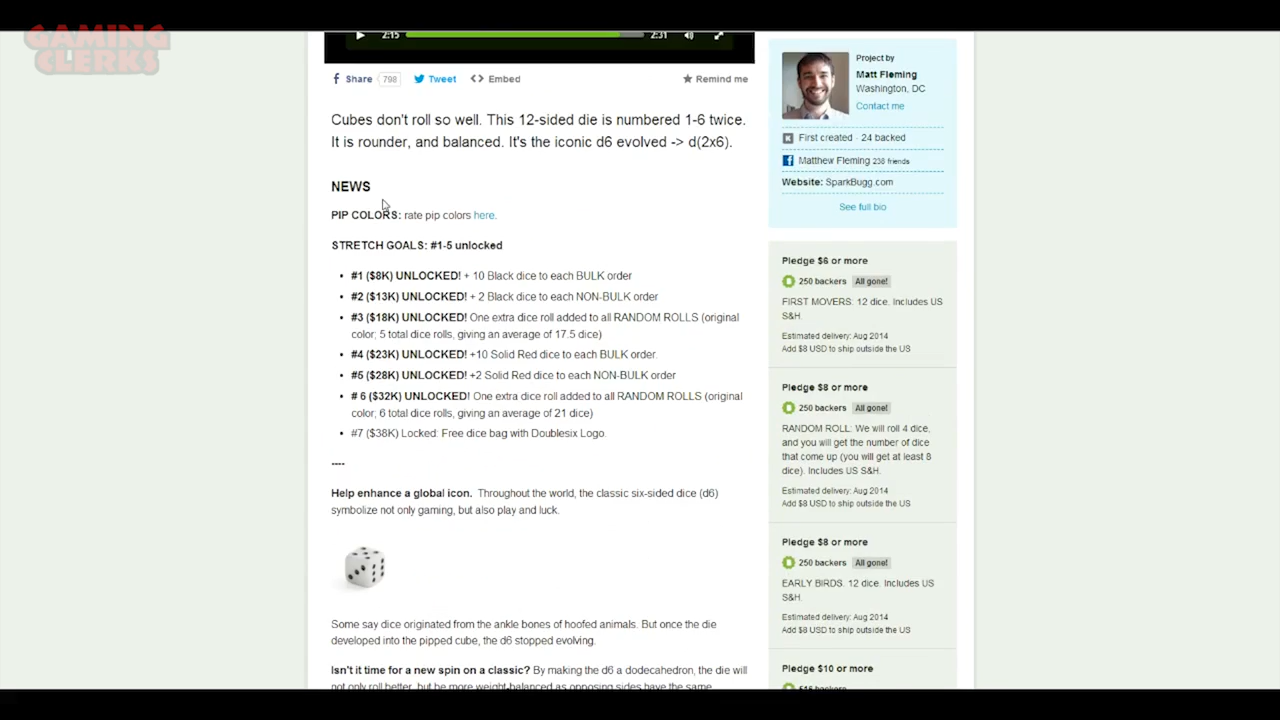 GAMING
CLERKS
2:15
2:31
Share 798 Tweet Embed Remind me
Cubes don't roll so well. This 12-sided die is numbered 1-6 twice.
It is rounder, and balanced. It's the iconic d6 evolved -> d(2x6).
NEWS
PIP COLORS: rate pip colors here.
STRETCH GOALS: #1-5 unlocked
• #1 ($8K) UNLOCKED! + 10 Black dice to each BULK order
• #2 ($13K) UNLOCKED! + 2 Black dice to each NON-BULK order
• #3 ($18K) UNLOCKED! One extra dice roll added to all RANDOM ROLLS (original
color; 5 total dice rolls, giving an average of 17.5 dice)
• #4 ($23K) UNLOCKED! +10 Solid Red dice to each BULK order.
• #5 ($28K) UNLOCKED! +2 Solid Red dice to each NON-BULK order
• # 6 ($32K) UNLOCKED! One extra dice roll added to all RANDOM ROLLS (original
color; 6 total dice rolls, giving an average of 21 dice)
• #7 ($38K) Locked: Free dice bag with Doublesix Logo.
----
Help enhance a global icon. Throughout the world, the classic six-sided dice (d6)
symbolize not only gaming, but also play and luck.
Some say dice originated from the ankle bones of hoofed animals. But once the die
developed into the pipped cube, the d6 stopped evolving.
Isn't it time for a new spin on a classic? By making the d6 a dodecahedron, the die will
not only roll better, but be more weight-balanced as opposing sides have the same
Project by
Matt Fleming
Washington, DC
Contact me
First created · 24 backed
Matthew Fleming 238 friends
Website: SparkBugg.com
See full bio
Pledge $6 or more
250 backers All gone!
FIRST MOVERS. 12 dice. Includes US
S&H.
Estimated delivery: Aug 2014
Add $8 USD to ship outside the US
Pledge $8 or more
250 backers All gone!
RANDOM ROLL: We will roll 4 dice,
and you will get the number of dice
that come up (you will get at least 8
dice). Includes US S&H.
Estimated delivery: Aug 2014
Add $8 USD to ship outside the US
Pledge $8 or more
250 backers All gone!
EARLY BIRDS. 12 dice. Includes US
S&H.
Estimated delivery: Aug 2014
Add $8 USD to ship outside the US
Pledge $10 or more